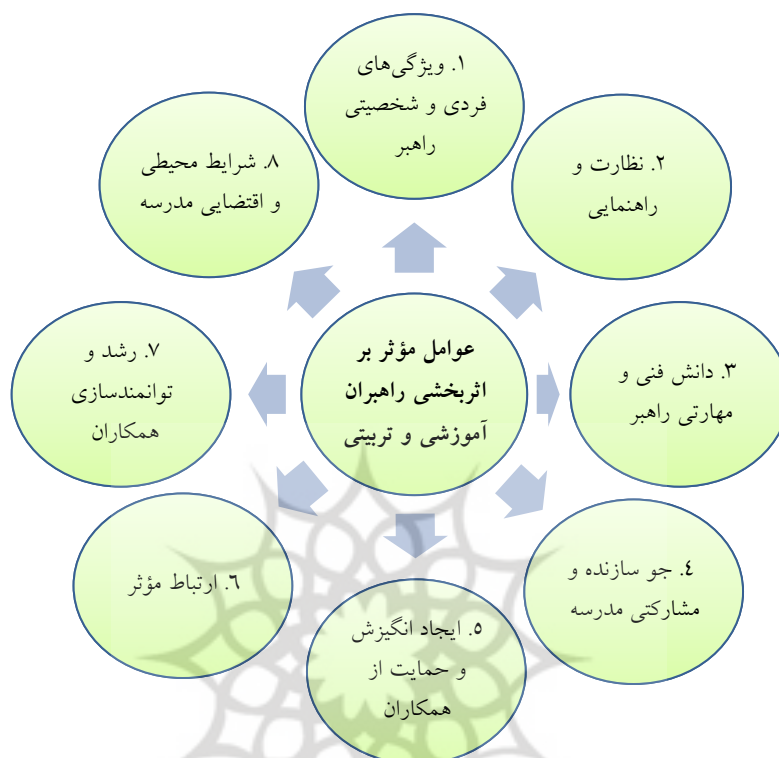 ۱. ویژگی‌های
فردی و شخصیتی
راهبر
۲. نظارت و
راهنمایی
۳. دانش فنی و
مهارتی راهبر
٤. جو سازنده و
مشارکتی مدرسه
۵. ایجاد انگیزش
و حمایت از
همکاران
۶. ارتباط مؤثر
۷. رشد و
توانمندسازی
همکاران
۸. شرایط محیطی
و اقتضایی مدرسه
عوامل مؤثر بر
اثربخشی راهبران
آموزشی و تربیتی